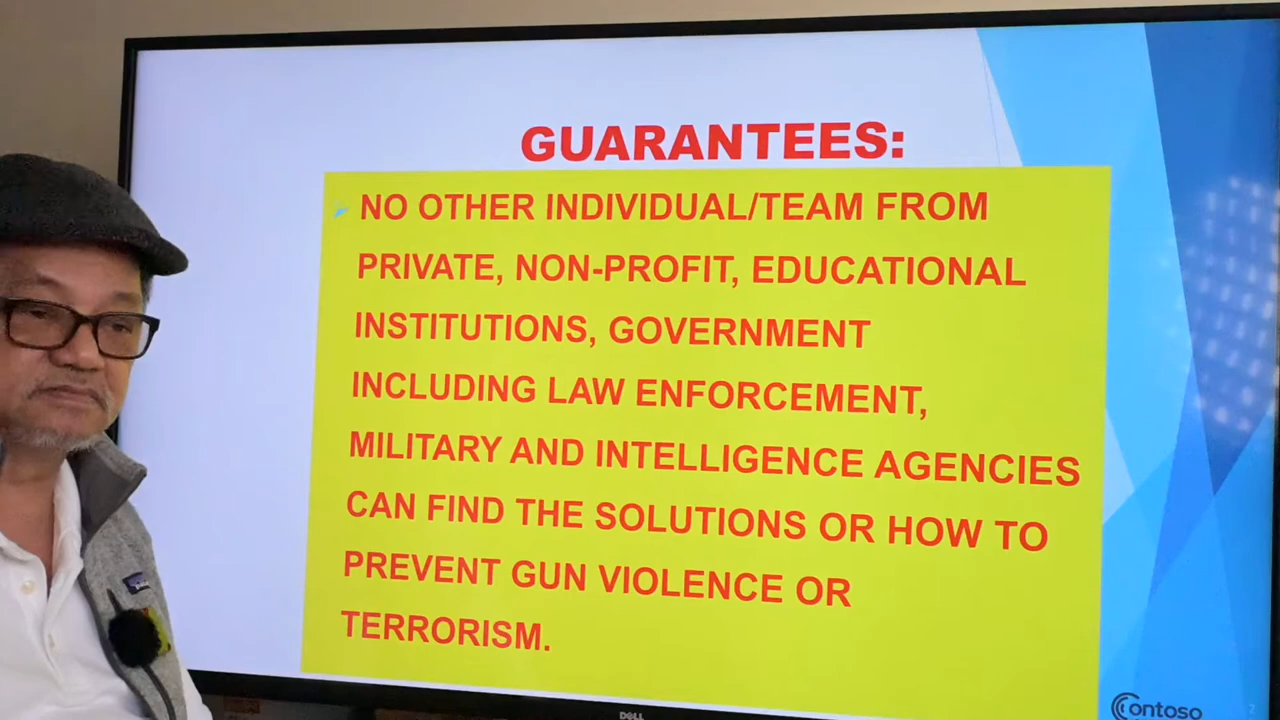 GUARANTEES:
NO OTHER INDIVIDUAL/TEAM FROM
PRIVATE, NON-PROFIT, EDUCATIONAL
INSTITUTIONS, GOVERNMENT
INCLUDING LAW ENFORCEMENT,
MILITARY AND INTELLIGENCE AGENCIES
CAN FIND THE SOLUTIONS OR HOW TO
PREVENT GUN VIOLENCE OR
TERRORISM.
Contoso
2
DELL